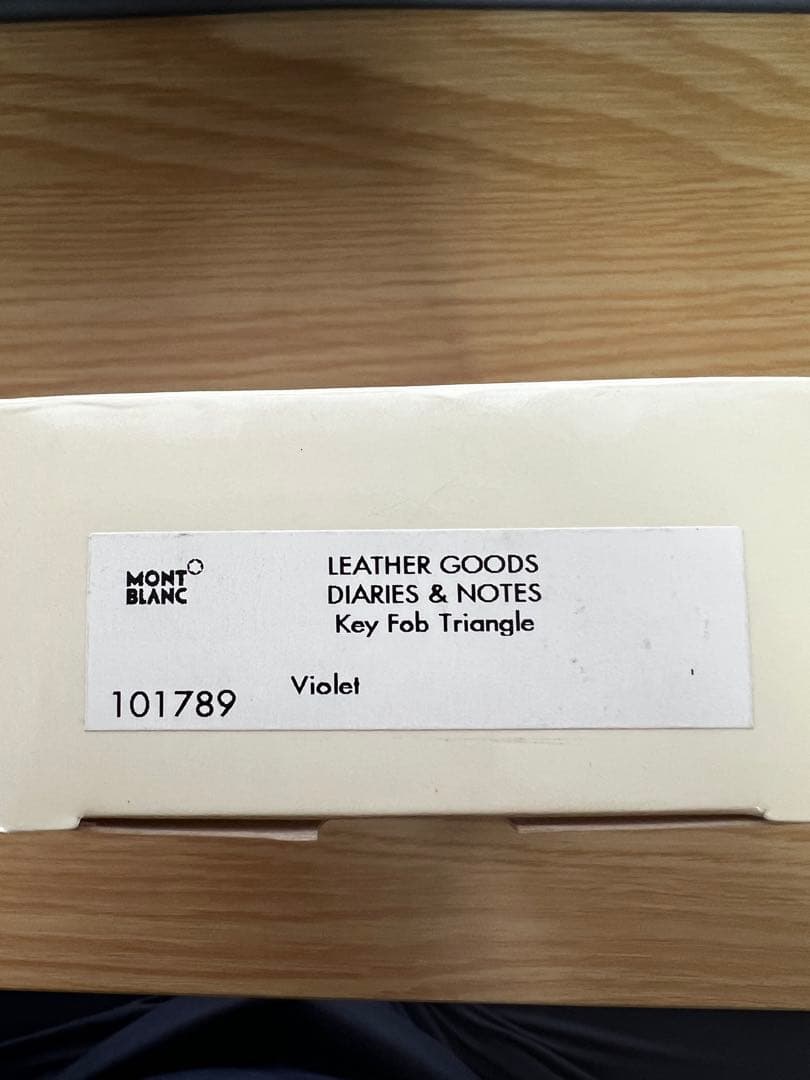 MONT
BLANC
LEATHER GOODS
DIARIES & NOTES
Key Fob Triangle
Violet
101789